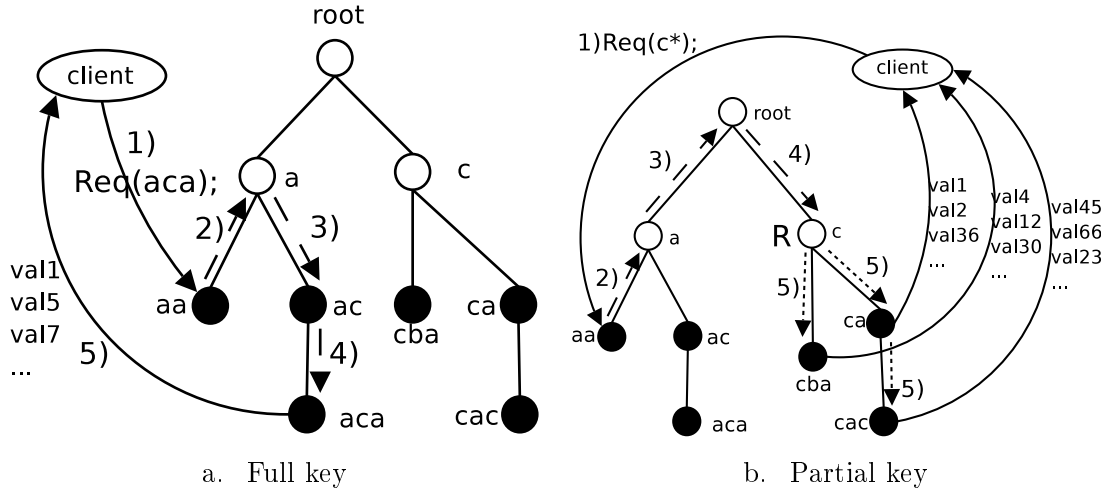 root
client
1)
Req(aca);
a
c
2)
3)
val1
val5
val7
...
5)
aa
ac
cba
ca
4)
aca
cac
a. Full key
1)Req(c*);
client
root
3)
4)
val1
val2
val36
...
val4
val12
val30
...
val45
val66
val23
...
a
R
c
2)
5)
5)
aa
ac
ca
cba
5)
aca
cac
b. Partial key